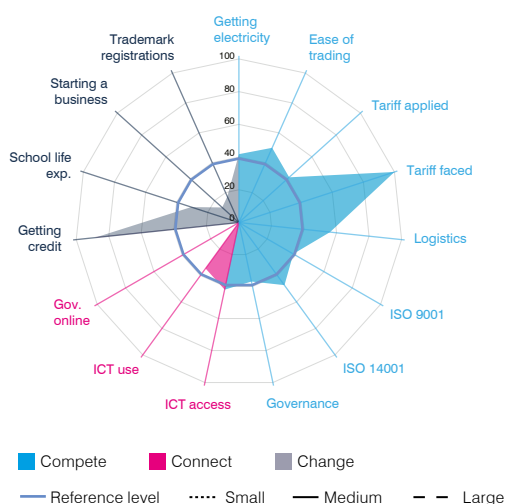 Getting
electricity
Ease of
trading
Tariff applied
Tariff faced
Logistics
ISO 9001
ISO 14001
Governance
ICT access
ICT use
Gov.
online
Getting
credit
School life
exp.
Starting a
business
Trademark
registrations
100
80
60
40
20
0
Compete
Connect
Change
Reference level
Small
Medium
Large